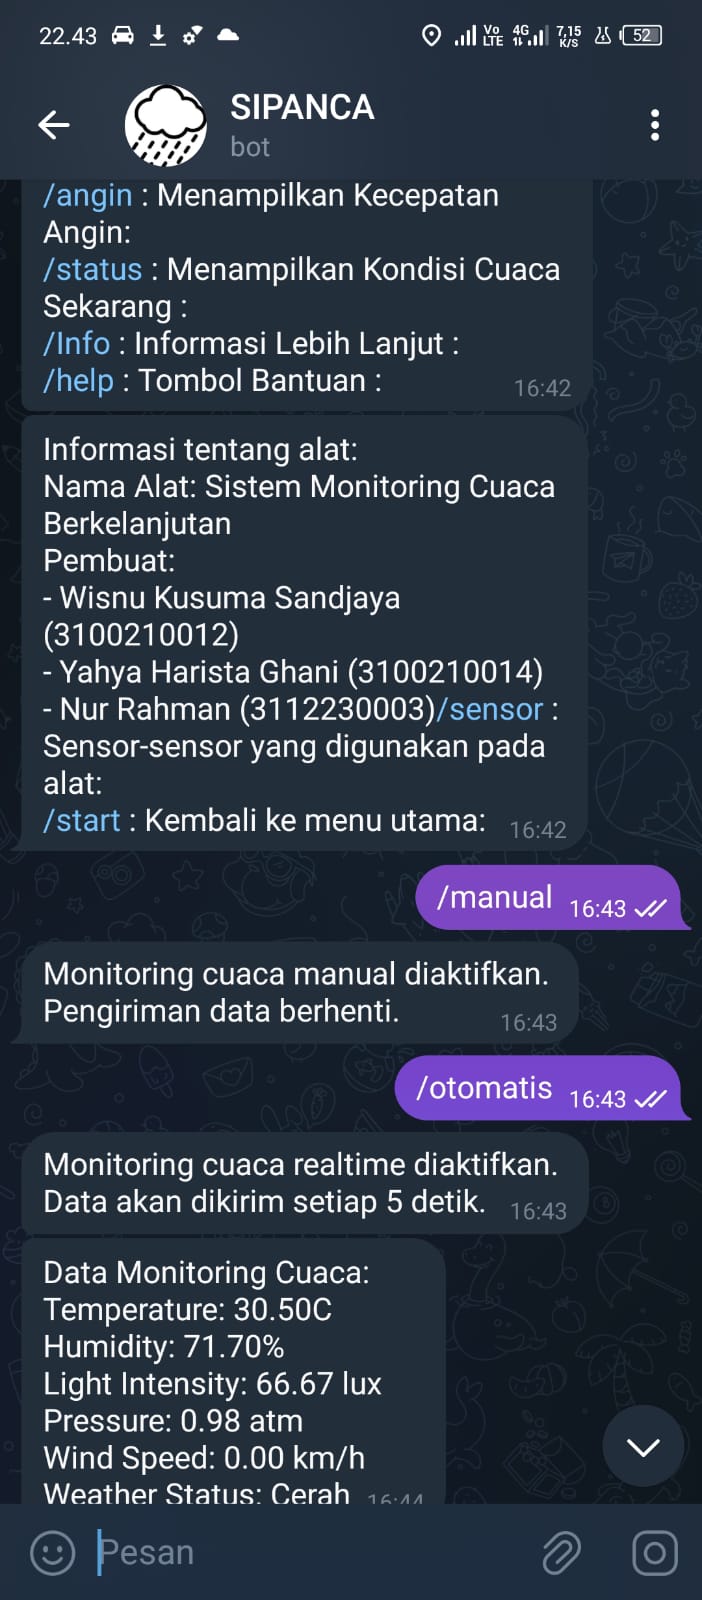 22.43
Vo
LTE
4G
7,15
K/S
52
SIPANCA
bot
/angin : Menampilkan Kecepatan
Angin:
/status : Menampilkan Kondisi Cuaca
Sekarang :
/Info : Informasi Lebih Lanjut :
/help : Tombol Bantuan :
16:42
Informasi tentang alat:
Nama Alat: Sistem Monitoring Cuaca
Berkelanjutan
Pembuat:
- Wisnu Kusuma Sandjaya
(3100210012)
- Yahya Harista Ghani (3100210014)
- Nur Rahman (3112230003)/sensor :
Sensor-sensor yang digunakan pada
alat:
/start : Kembali ke menu utama:
16:42
/manual 16:43
Monitoring cuaca manual diaktifkan.
Pengiriman data berhenti.
16:43
/otomatis 16:43
Monitoring cuaca realtime diaktifkan.
Data akan dikirim setiap 5 detik.
16:43
Data Monitoring Cuaca:
Temperature: 30.50C
Humidity: 71.70%
Light Intensity: 66.67 lux
Pressure: 0.98 atm
Wind Speed: 0.00 km/h
Weather Status: Cerah
16:44
Pesan